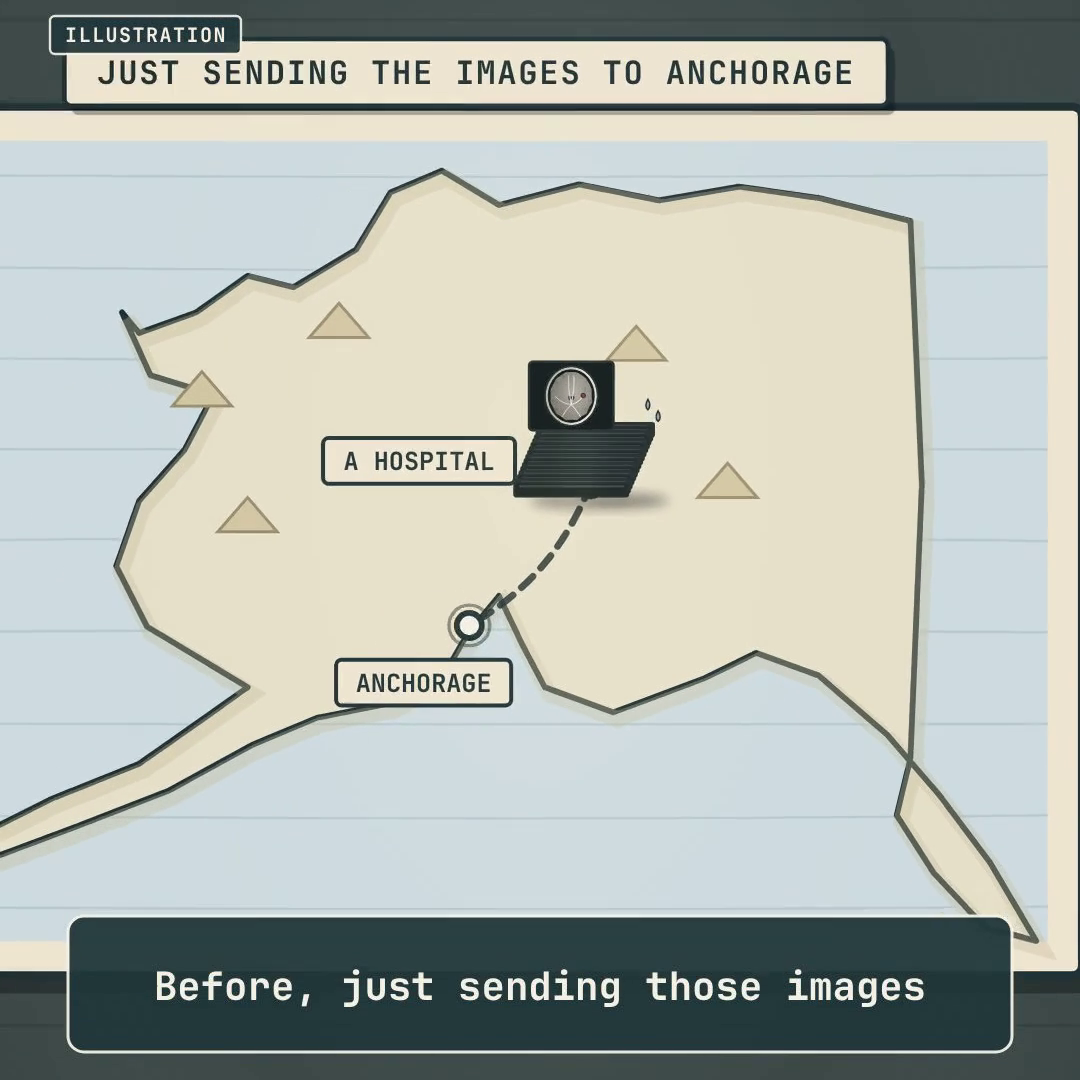 ILLUSTRATION
JUST SENDING THE IMAGES TO ANCHORAGE
A HOSPITAL
ANCHORAGE
Before, just sending those images